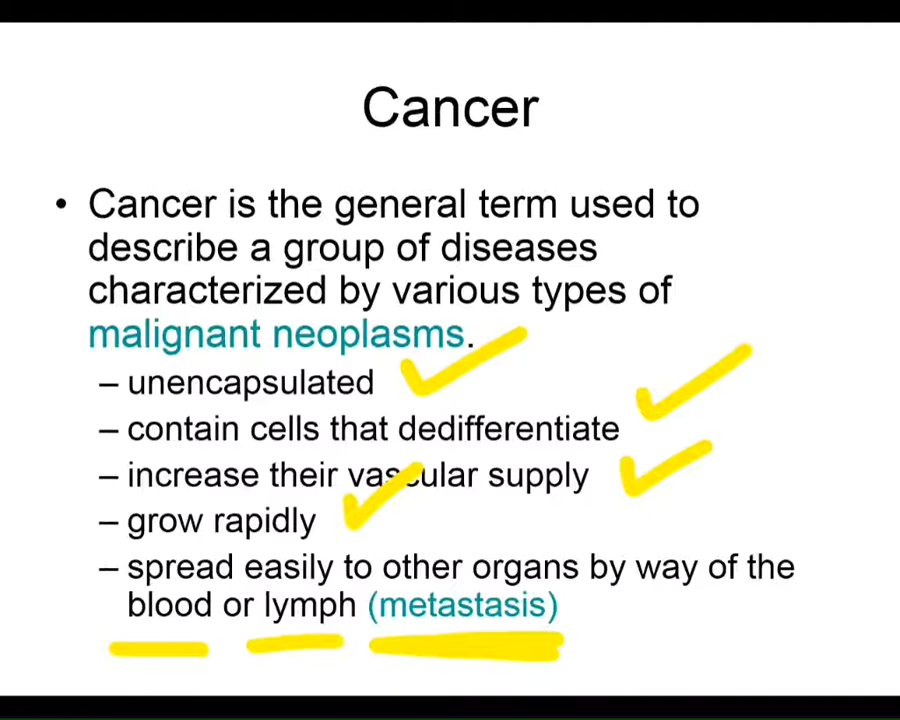 Cancer
• Cancer is the general term used to
describe a group of diseases
characterized by various types of
malignant neoplasms.
– unencapsulated
– contain cells that dedifferentiate
– increase their vascular supply
– grow rapidly
– spread easily to other organs by way of the
blood or lymph (metastasis)